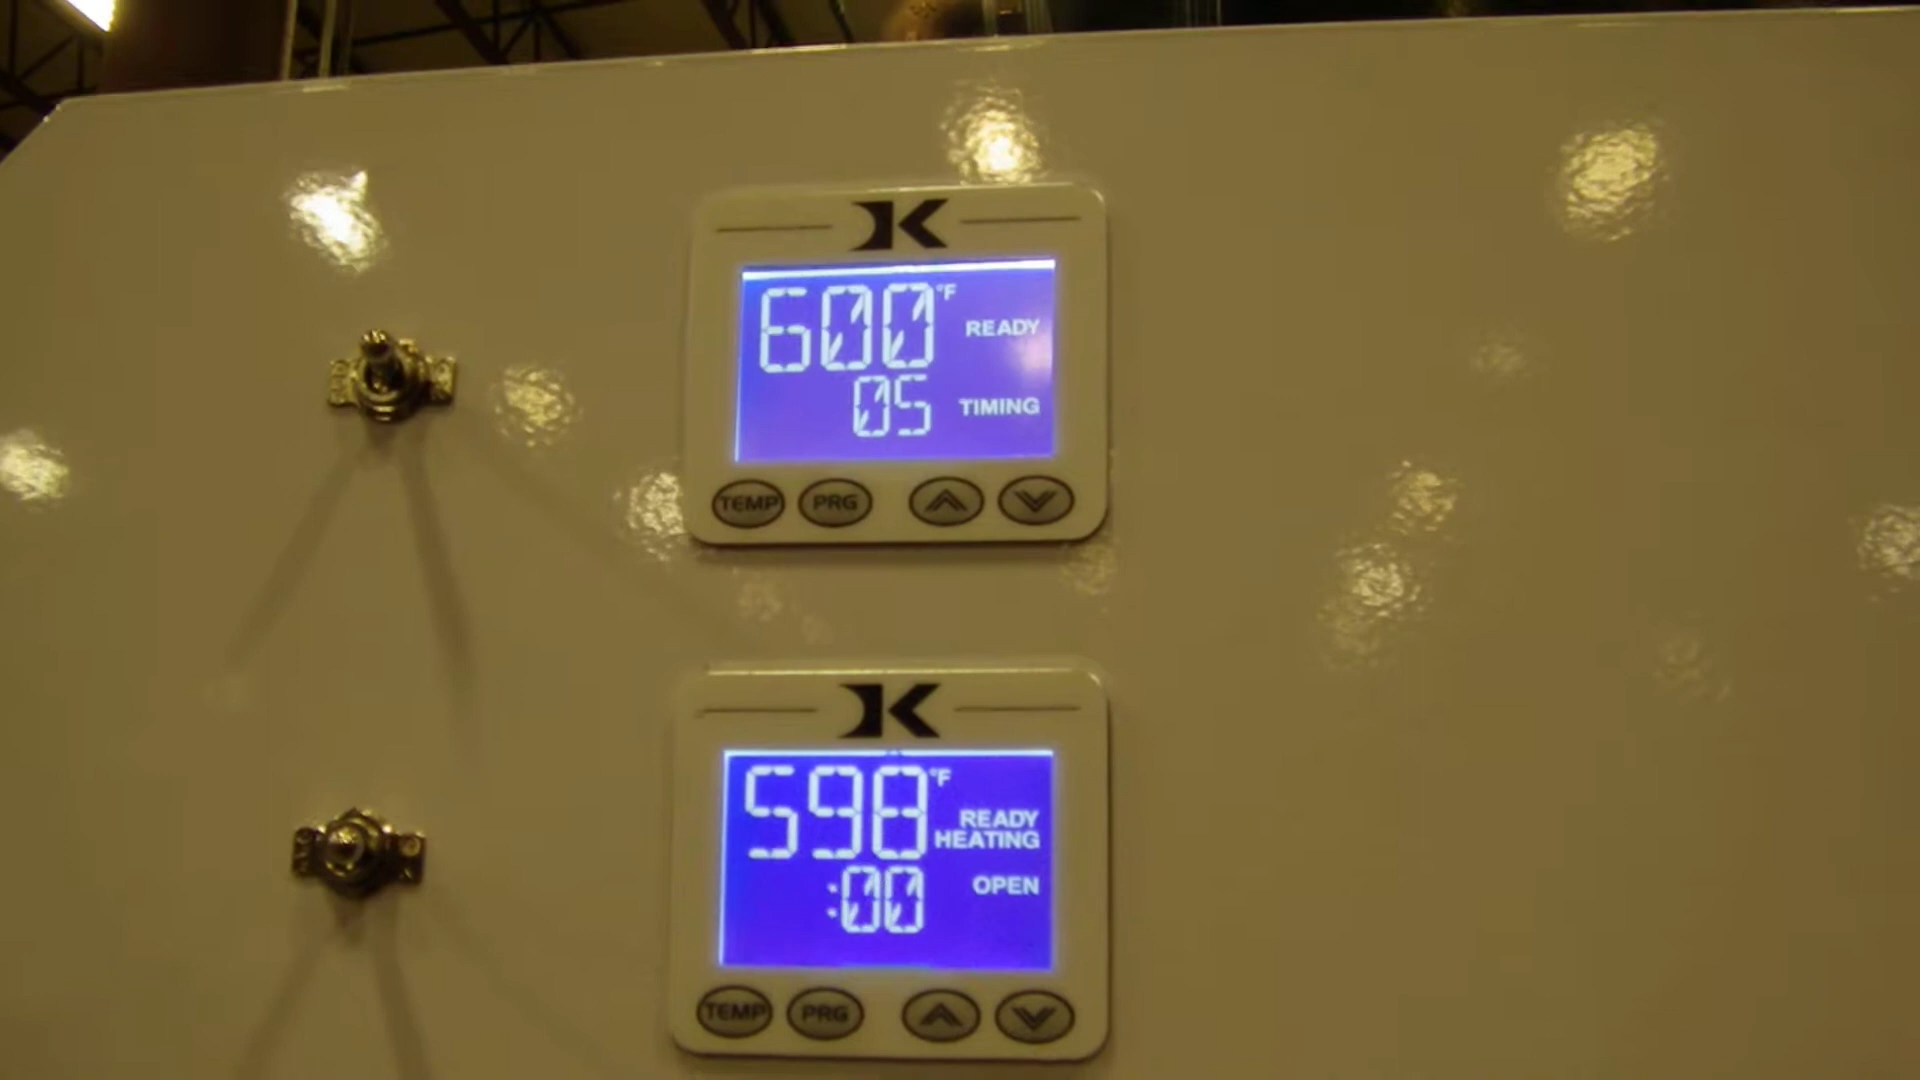 K
600 °F READY
05 TIMING
TEMP PRG
K
598 °F READY
HEATING
:00 OPEN
TEMP PRG